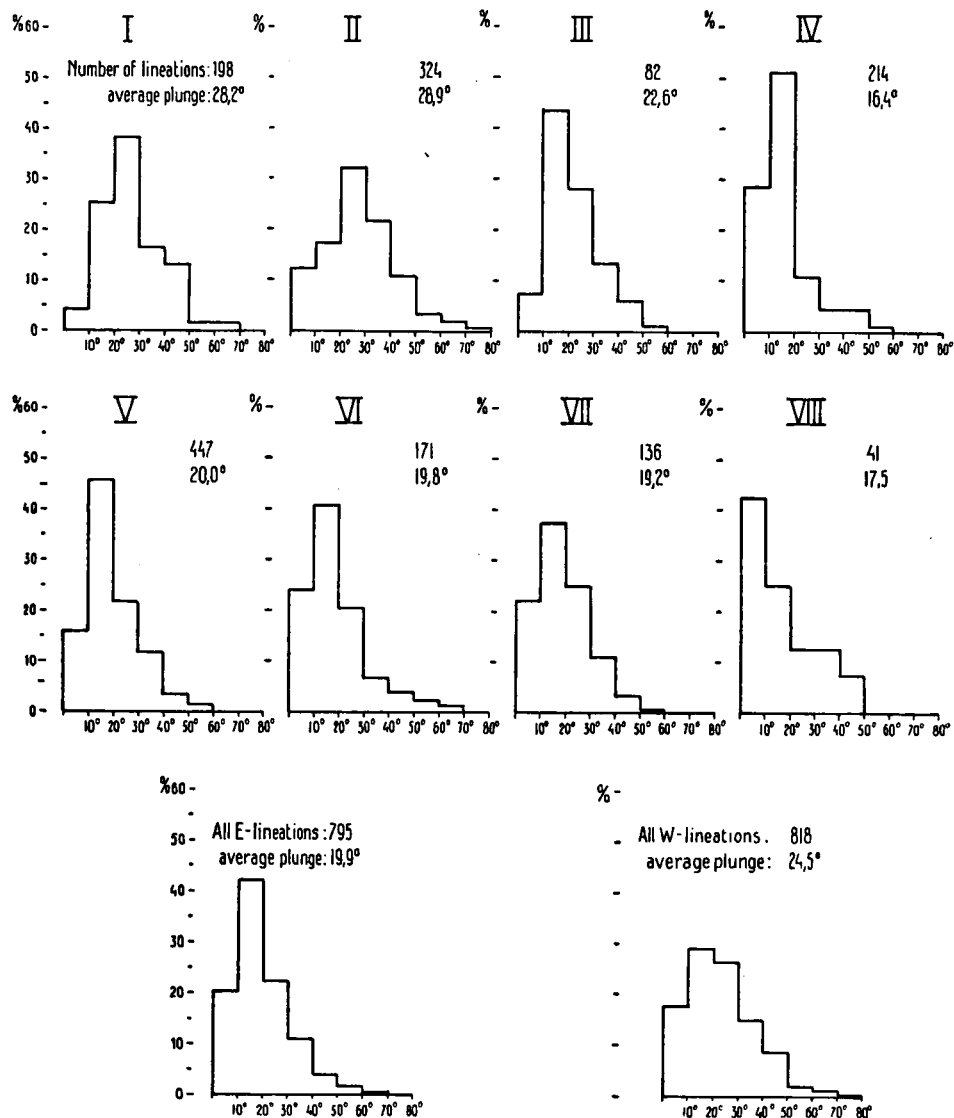 %60 I % II % III % IV
Number of lineations: 198 324 82 214
average plunge: 28,2° 28,9° 22,6° 16,4°
50
40
30
20
10
0
10° 20° 30° 40° 50° 60° 70° 80° 10° 20° 30° 40° 50° 60° 70° 80° 10° 20° 30° 40° 50° 60° 70° 80° 10° 20° 30° 40° 50° 60° 70° 80°
%60 V % VI % VII % VIII
447 171 136 41
20,0° 19,8° 19,2° 17,5
50
40
30
20
10
0
10° 20° 30° 40° 50° 60° 70° 80° 10° 20° 30° 40° 50° 60° 70° 80° 10° 20° 30° 40° 50° 60° 70° 80° 10° 20° 30° 40° 50° 60° 70° 80°
%60 %
All E-lineations: 795 All W-lineations. 818
average plunge: 19,9° average plunge: 24,5°
50
40
30
20
10
0
10° 20° 30° 40° 50° 60° 70° 80° 10° 20° 30° 40° 50° 60° 70° 80°